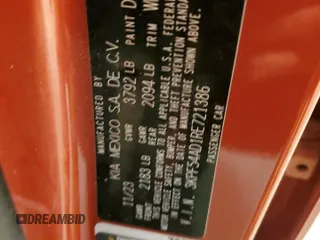 MANUFACTURED BY
KIA MEXICO S.A. DE C.V.
11/23 GVWR 3792 LB PAINT D
GAWR FRONT 2183 LB GAWR REAR 2094 LB TRIM W
THIS VEHICLE CONFORMS TO ALL APPLICABLE U.S.A. FEDERAL
VEHICLE SAFETY, BUMPER, AND THEFT PREVENTION STANDARD
IN EFFECT ON THE DATE OF MANUFACTURE SHOWN ABOVE.
V.I.N. 3KPF34AD1RE721386
PASSENGER CAR
DREAMBID